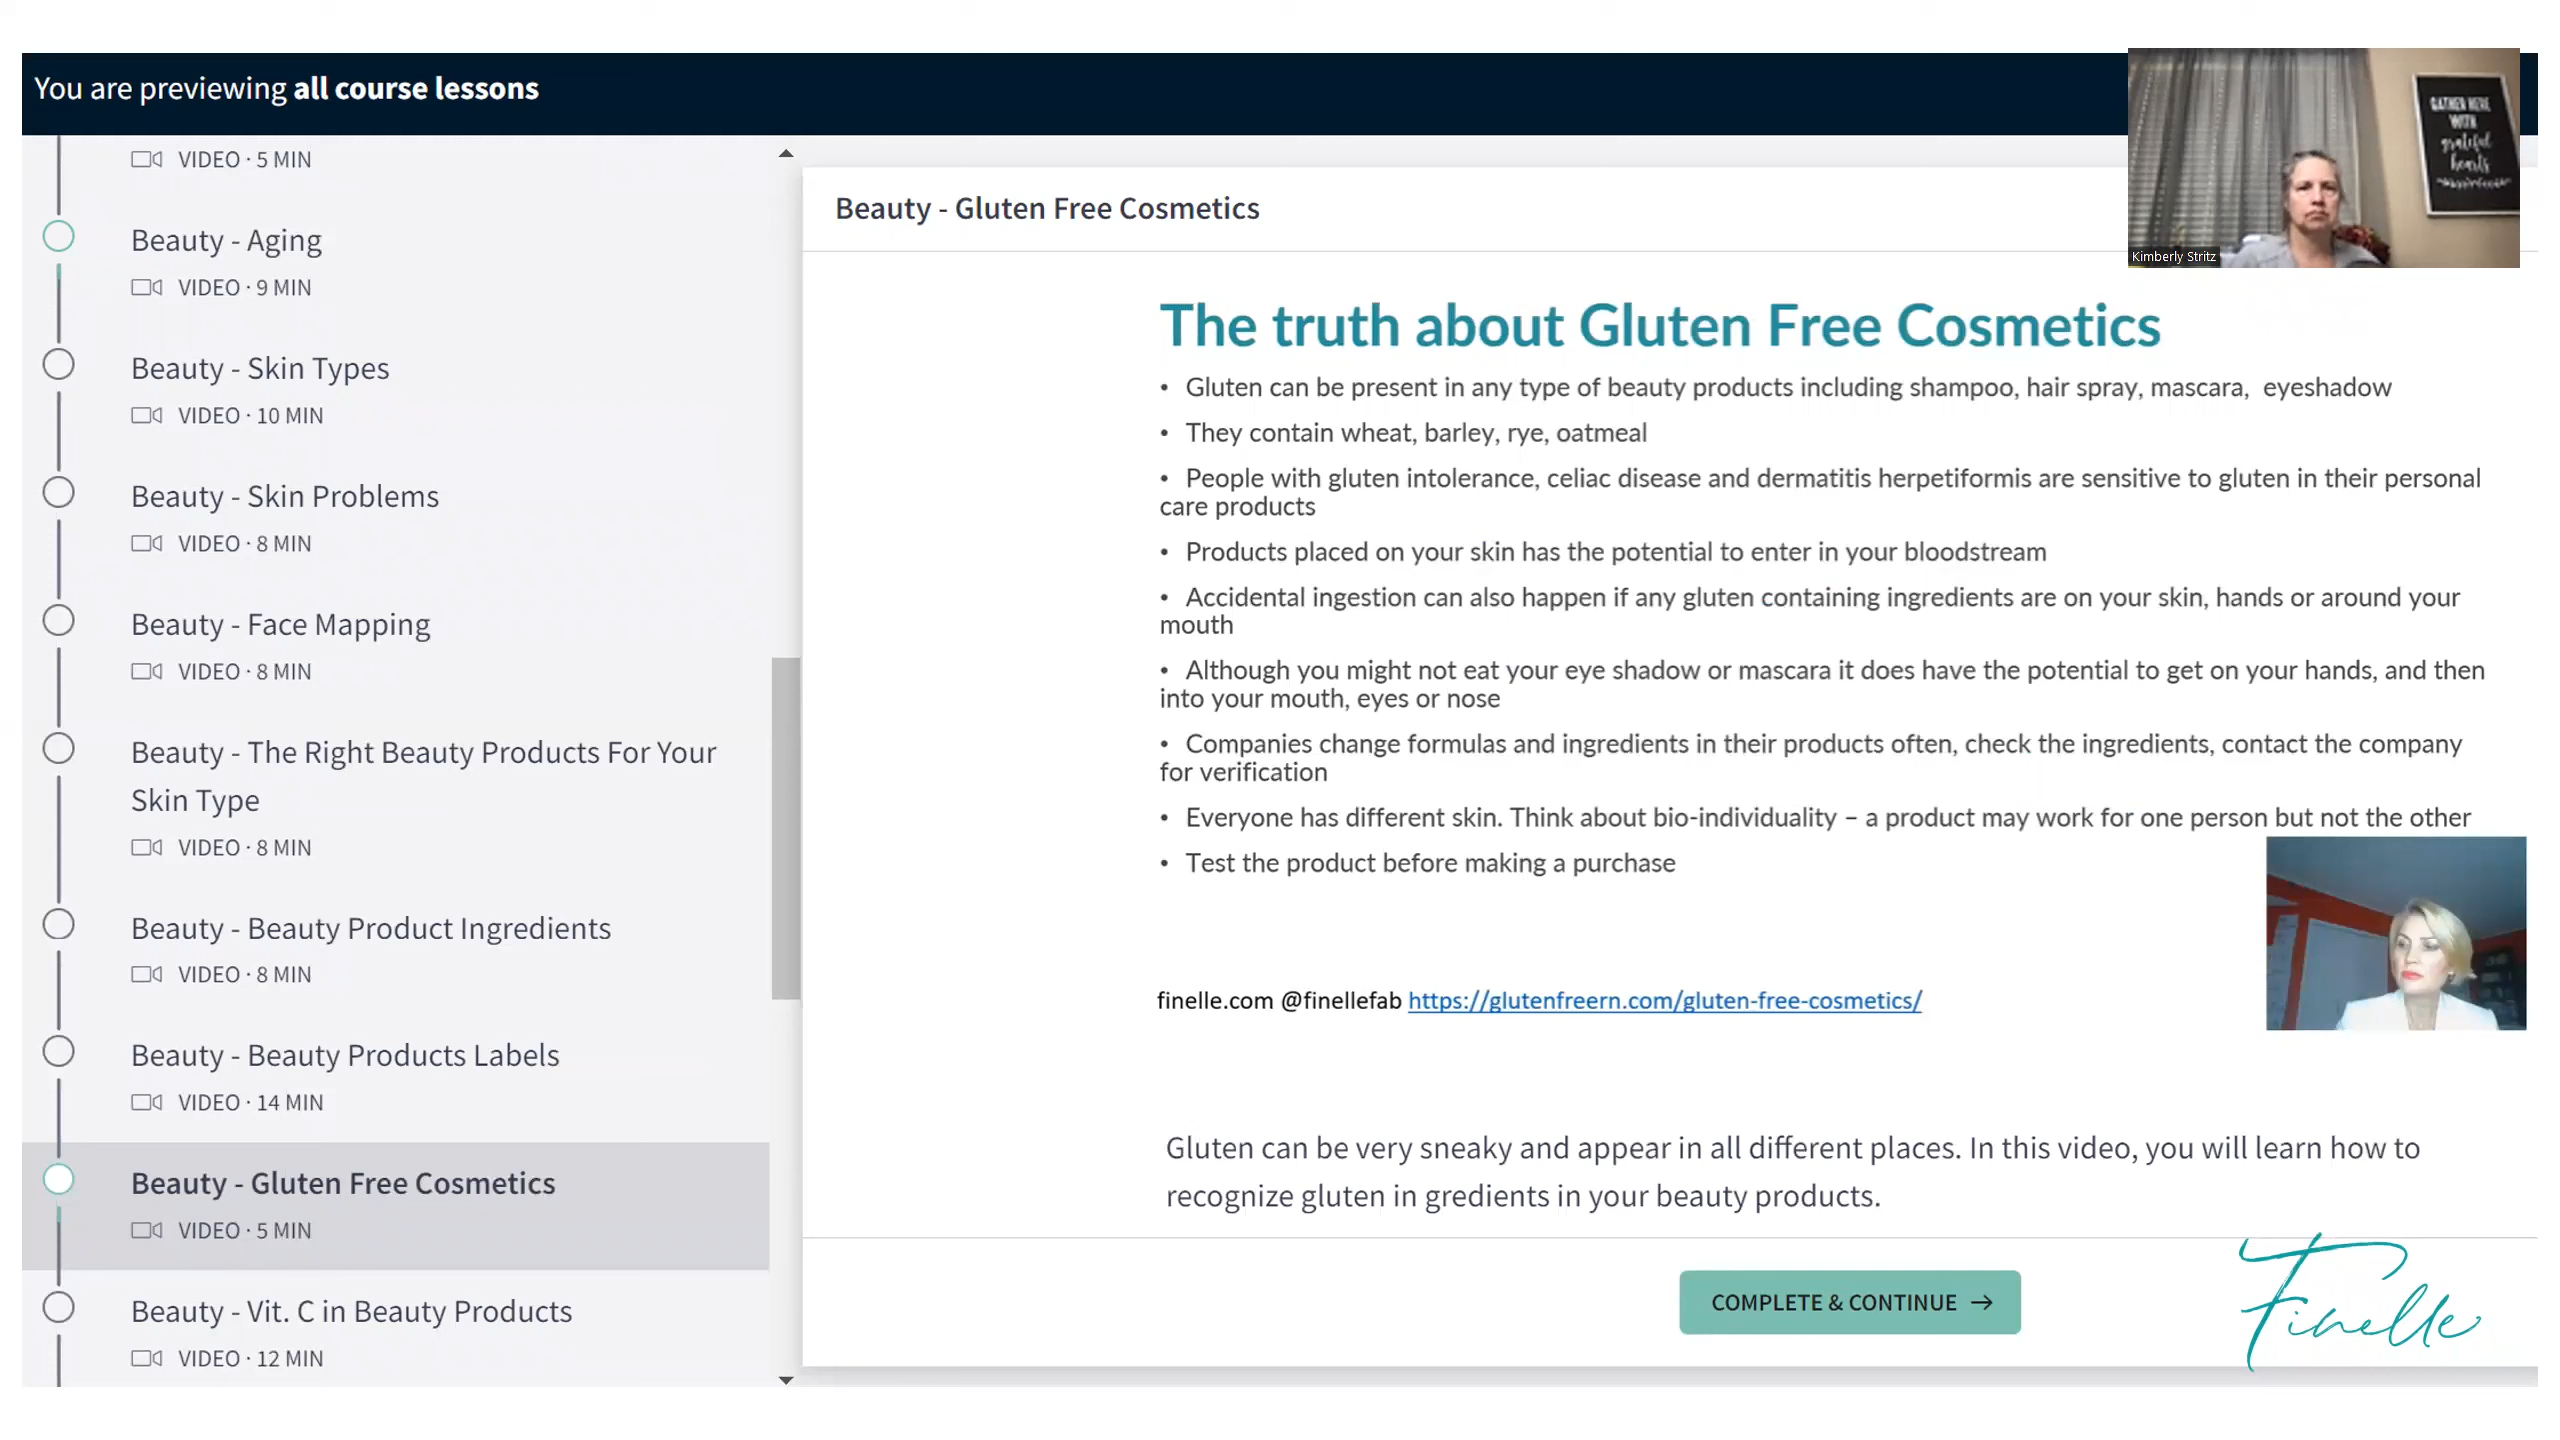 You are previewing all course lessons
VIDEO · 5 MIN
Beauty - Aging
VIDEO · 9 MIN
Beauty - Skin Types
VIDEO · 10 MIN
Beauty - Skin Problems
VIDEO · 8 MIN
Beauty - Face Mapping
VIDEO · 8 MIN
Beauty - The Right Beauty Products For Your
Skin Type
VIDEO · 8 MIN
Beauty - Beauty Product Ingredients
VIDEO · 8 MIN
Beauty - Beauty Products Labels
VIDEO · 14 MIN
Beauty - Gluten Free Cosmetics
VIDEO · 5 MIN
Beauty - Vit. C in Beauty Products
VIDEO · 12 MIN
Beauty - Gluten Free Cosmetics
The truth about Gluten Free Cosmetics
• Gluten can be present in any type of beauty products including shampoo, hair spray, mascara, eyeshadow
• They contain wheat, barley, rye, oatmeal
• People with gluten intolerance, celiac disease and dermatitis herpetiformis are sensitive to gluten in their personal
care products
• Products placed on your skin has the potential to enter in your bloodstream
• Accidental ingestion can also happen if any gluten containing ingredients are on your skin, hands or around your
mouth
• Although you might not eat your eye shadow or mascara it does have the potential to get on your hands, and then
into your mouth, eyes or nose
• Companies change formulas and ingredients in their products often, check the ingredients, contact the company
for verification
• Everyone has different skin. Think about bio-individuality – a product may work for one person but not the other
• Test the product before making a purchase
finelle.com @finellefab https://glutenfreern.com/gluten-free-cosmetics/
Gluten can be very sneaky and appear in all different places. In this video, you will learn how to
recognize gluten in gredients in your beauty products.
COMPLETE & CONTINUE →
Finelle
GATHER HERE
WITH
grateful
hearts
Kimberly Stritz